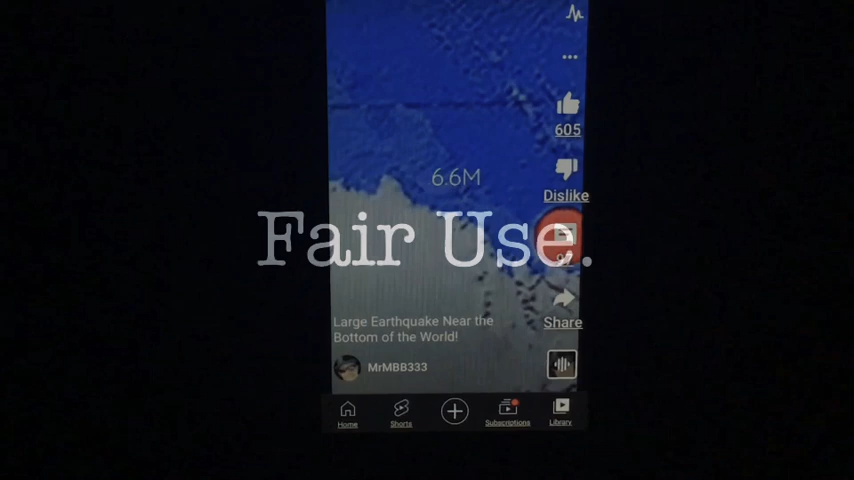 605
6.6M
Dislike
Fair Use.
Share
Large Earthquake Near the
Bottom of the World!
MrMBB333
Home
Shorts
Subscriptions
Library